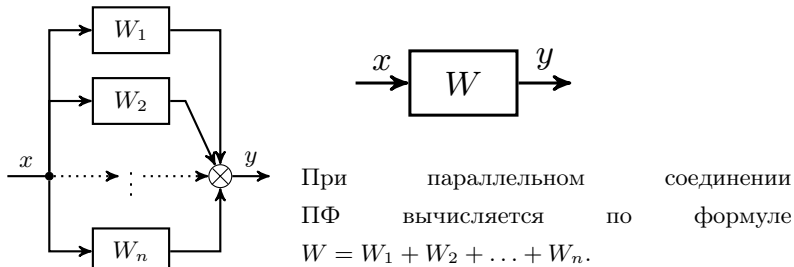 W₁
W₂
x
y
⋮
Wₙ
x
W
y
При параллельном соединении
ПФ вычисляется по формуле
W = W₁ + W₂ + … + Wₙ.